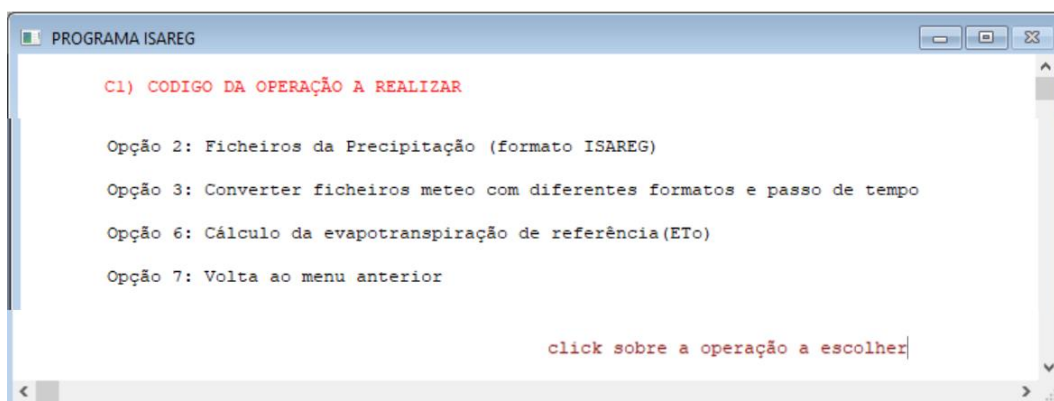 PROGRAMA ISAREG
C1) CODIGO DA OPERAÇÃO A REALIZAR
Opção 2: Ficheiros da Precipitação (formato ISAREG)
Opção 3: Converter ficheiros meteo com diferentes formatos e passo de tempo
Opção 6: Cálculo da evapotranspiração de referência(ETo)
Opção 7: Volta ao menu anterior
click sobre a operação a escolher